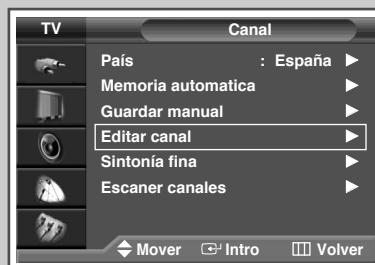 TV
Canal
País : España
Memoria automatica
Guardar manual
Editar canal
Sintonía fina
Escaner canales
Mover Intro Volver